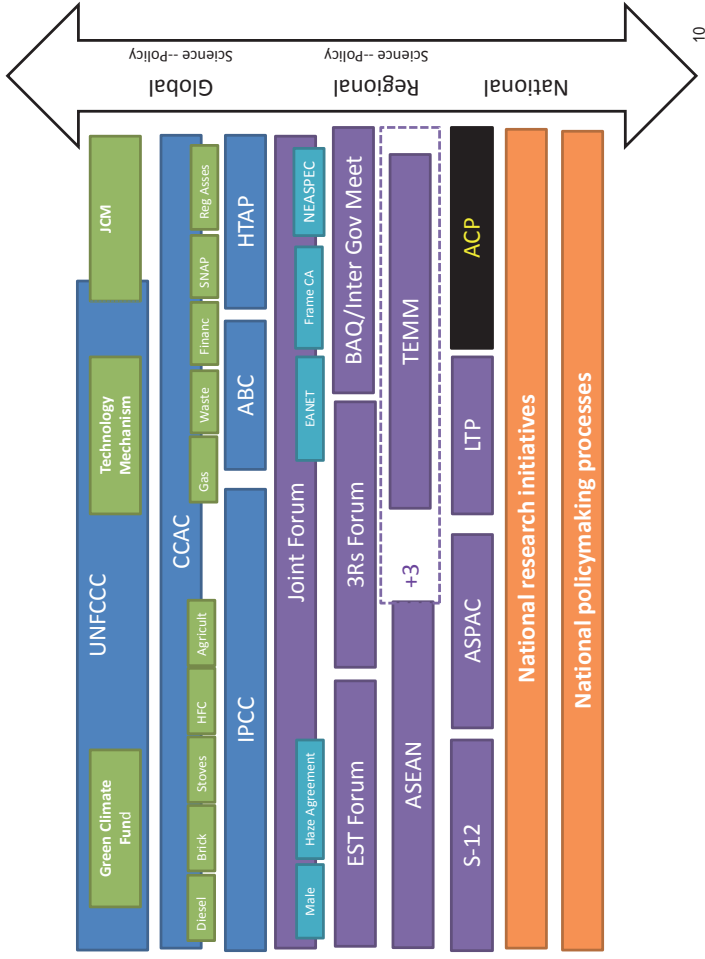 UNFCCC
Green Climate
Fund
Technology
Mechanism
JCM
CCAC
Diesel
Brick
Stoves
HFC
Agricult
Gas
Waste
Financ
SNAP
Reg Asses
IPCC
ABC
HTAP
Joint Forum
Male
Haze Agreement
EANET
Frame CA
NEASPEC
EST Forum
3Rs Forum
BAQ/Inter Gov Meet
ASEAN
+3
TEMM
S-12
ASPAC
LTP
ACP
National research initiatives
National policymaking processes
Global
Science --Policy
Regional
Science --Policy
National
10